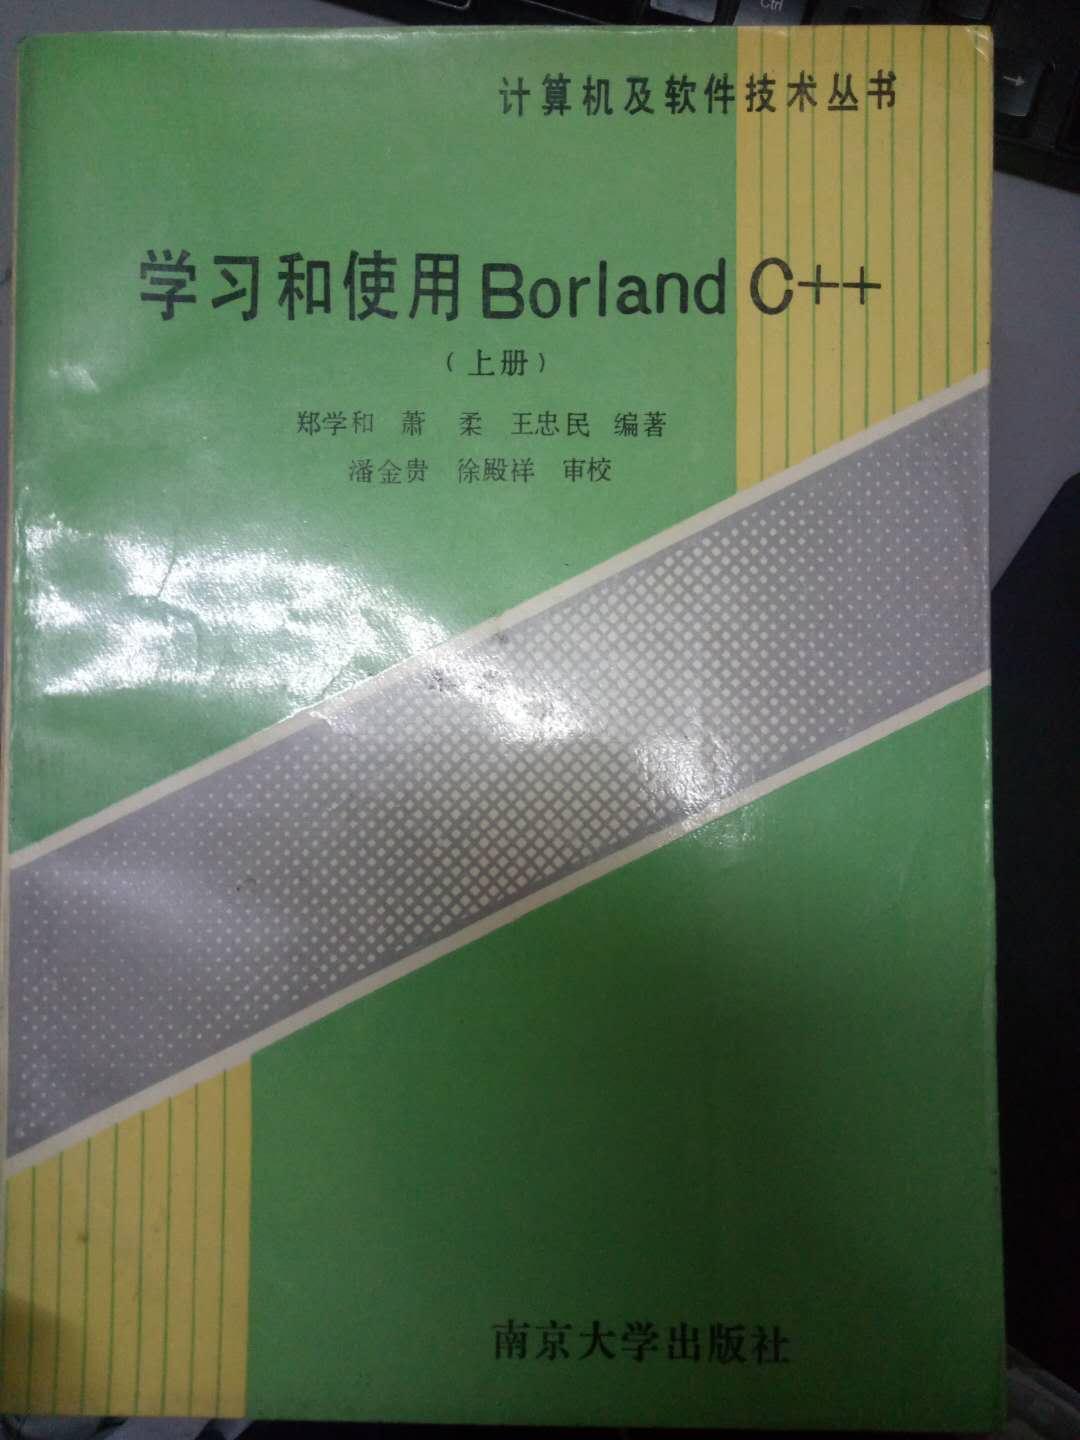 Ctrl
计算机及软件技术丛书
学习和使用Borland C++
（上册）
郑学和 萧 柔 王忠民 编著
潘金贵 徐殿祥 审校
南京大学出版社